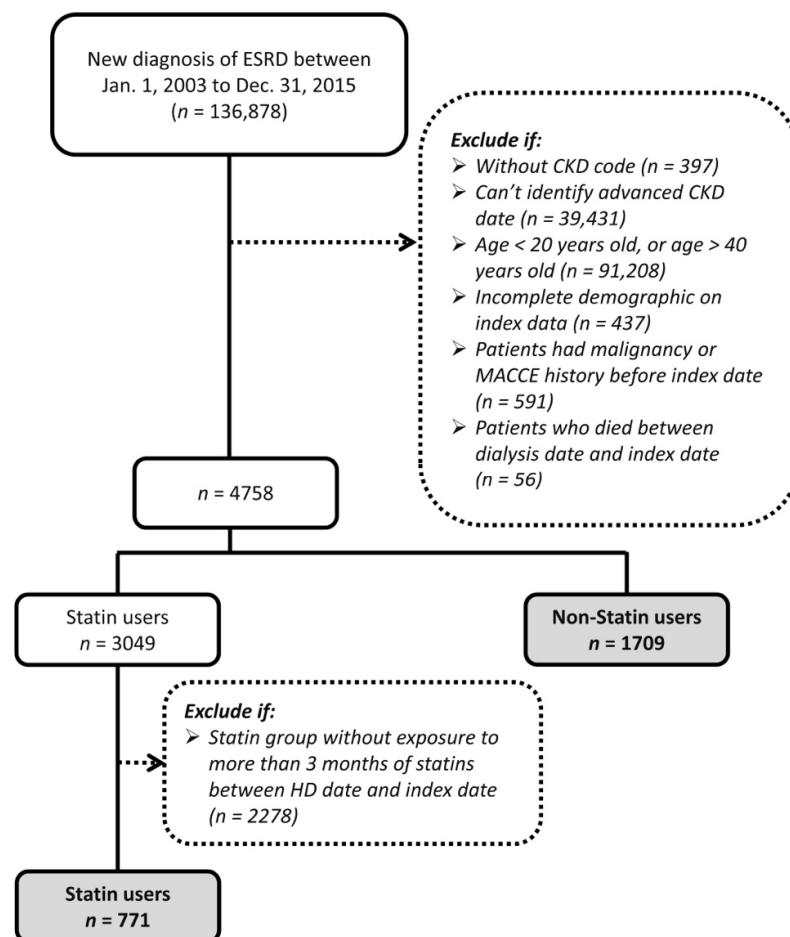 New diagnosis of ESRD between
Jan. 1, 2003 to Dec. 31, 2015
(n = 136,878)
Exclude if:
➢ Without CKD code (n = 397)
➢ Can't identify advanced CKD
date (n = 39,431)
➢ Age < 20 years old, or age > 40
years old (n = 91,208)
➢ Incomplete demographic on
index data (n = 437)
➢ Patients had malignancy or
MACCE history before index date
(n = 591)
➢ Patients who died between
dialysis date and index date
(n = 56)
n = 4758
Statin users
n = 3049
Non-Statin users
n = 1709
Exclude if:
➢ Statin group without exposure to
more than 3 months of statins
between HD date and index date
(n = 2278)
Statin users
n = 771